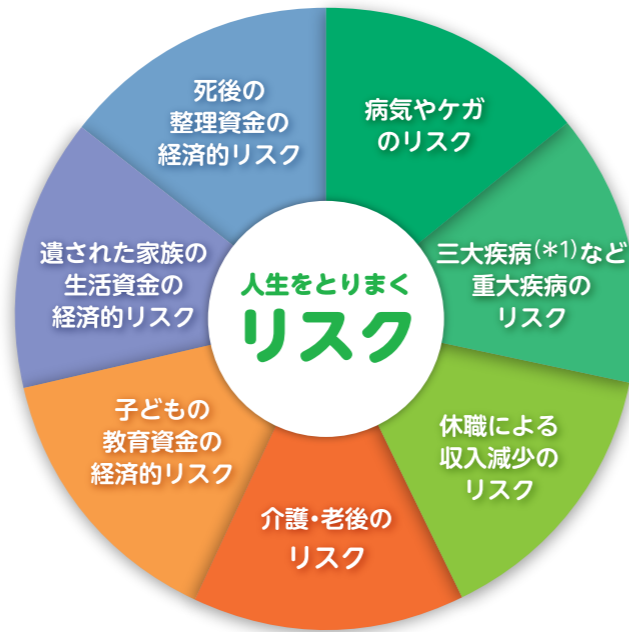 人生をとりまく
リスク
病気やケガ
のリスク
三大疾病(*1)など
重大疾病の
リスク
休職による
収入減少の
リスク
介護・老後の
リスク
子どもの
教育資金の
経済的リスク
遺された家族の
生活資金の
経済的リスク
死後の
整理資金の
経済的リスク